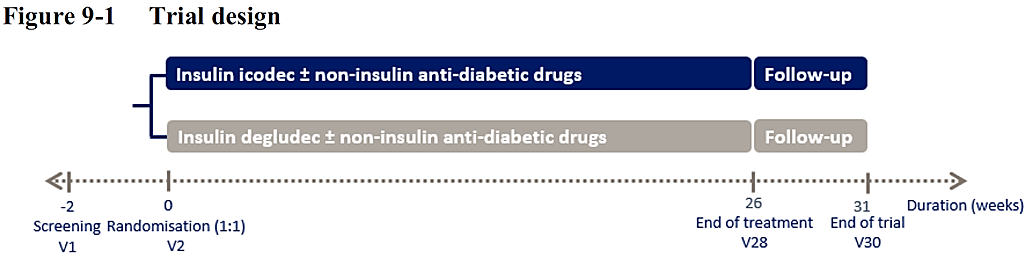 Figure 9-1 Trial design
Insulin icodec ± non-insulin anti-diabetic drugs Follow-up
Insulin degludec ± non-insulin anti-diabetic drugs Follow-up
-2 0 26 31 Duration (weeks)
Screening Randomisation (1:1) End of treatment End of trial
V1 V2 V28 V30